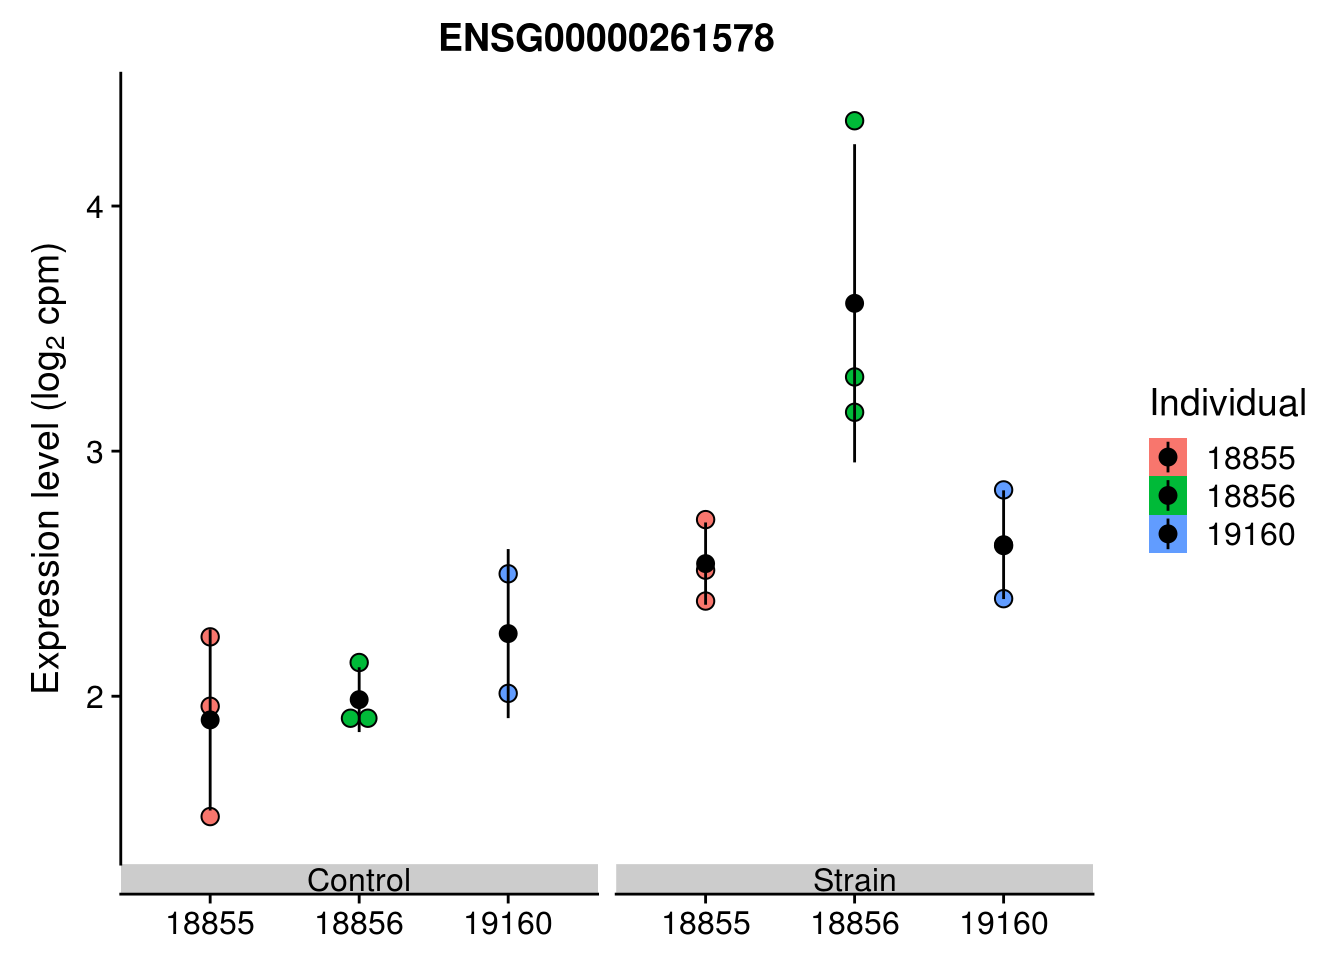 ENSG00000261578
Expression level (log₂ cpm)
4
3
2
Control
Strain
18855
18856
19160
18855
18856
19160
Individual
18855
18856
19160